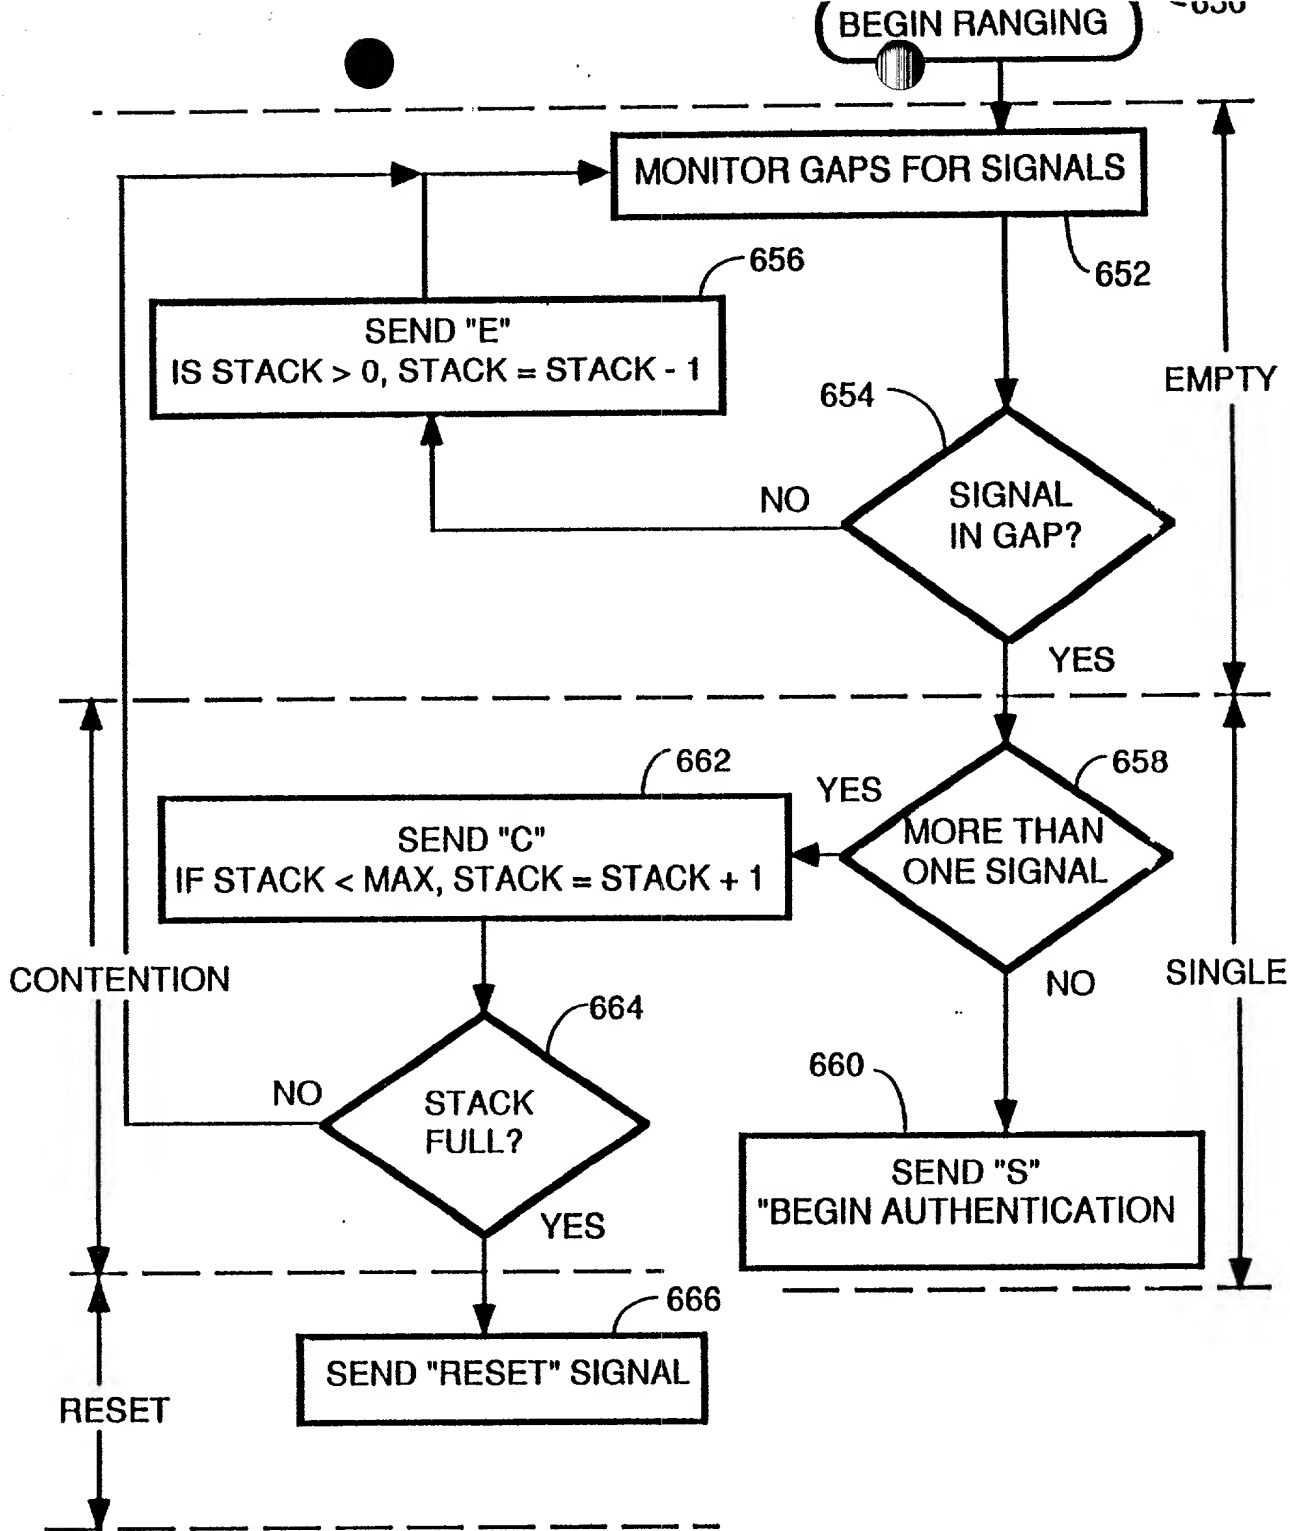 BEGIN RANGING
MONITOR GAPS FOR SIGNALS
652
656
SEND "E"
IS STACK > 0, STACK = STACK - 1
EMPTY
654
SIGNAL
IN GAP?
NO
YES
658
662
YES
MORE THAN
ONE SIGNAL
SEND "C"
IF STACK < MAX, STACK = STACK + 1
CONTENTION
SINGLE
NO
664
STACK
FULL?
NO
660
SEND "S"
"BEGIN AUTHENTICATION
YES
666
SEND "RESET" SIGNAL
RESET